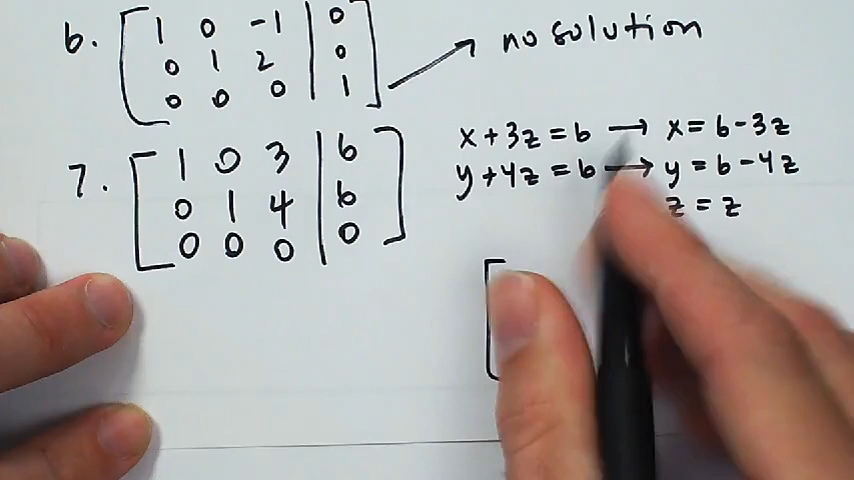 6. [ 1 0 -1 | 0
0 1 2 | 0
0 0 0 | 1 ] → no solution
7. [ 1 0 3 | 6
0 1 4 | 6
0 0 0 | 0 ]
x + 3z = 6 → x = 6 - 3z
y + 4z = 6 → y = 6 - 4z
z = z
[